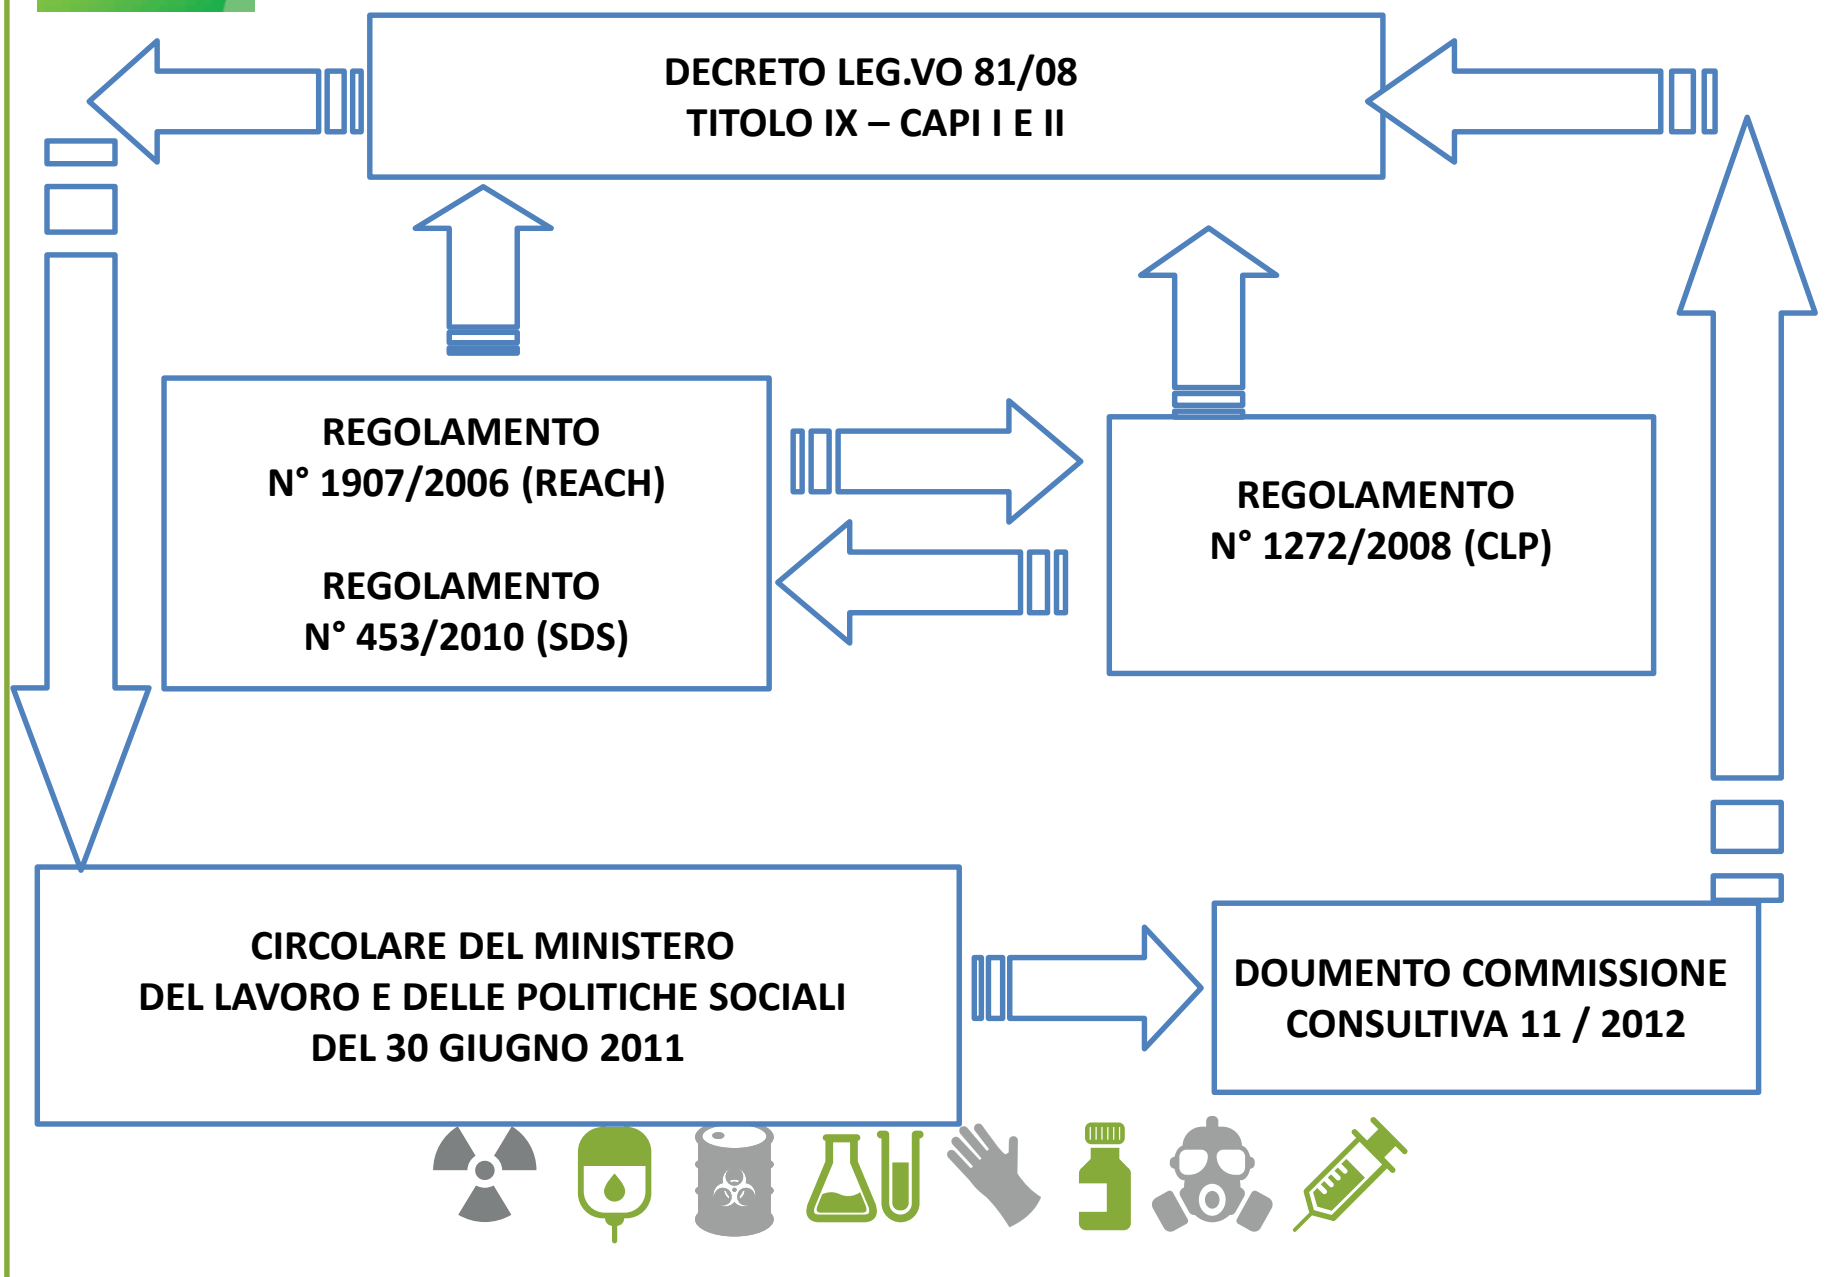 DECRETO LEG.VO 81/08
TITOLO IX – CAPI I E II
REGOLAMENTO
N° 1907/2006 (REACH)
REGOLAMENTO
N° 453/2010 (SDS)
REGOLAMENTO
N° 1272/2008 (CLP)
CIRCOLARE DEL MINISTERO
DEL LAVORO E DELLE POLITICHE SOCIALI
DEL 30 GIUGNO 2011
DOUMENTO COMMISSIONE
CONSULTIVA 11 / 2012